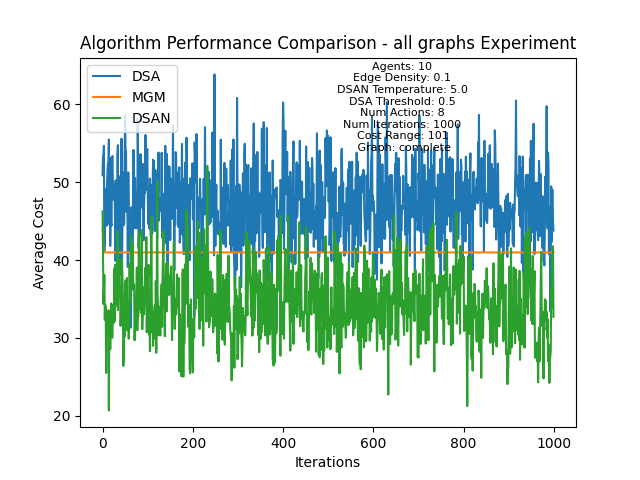 Algorithm Performance Comparison - all graphs Experiment
DSA
MGM
DSAN
Agents: 10
Edge Density: 0.1
DSAN Temperature: 5.0
DSA Threshold: 0.5
Num Actions: 8
Num Iterations: 1000
Cost Range: 101
Graph: complete
Average Cost
60
50
40
30
20
0
200
400
600
800
1000
Iterations